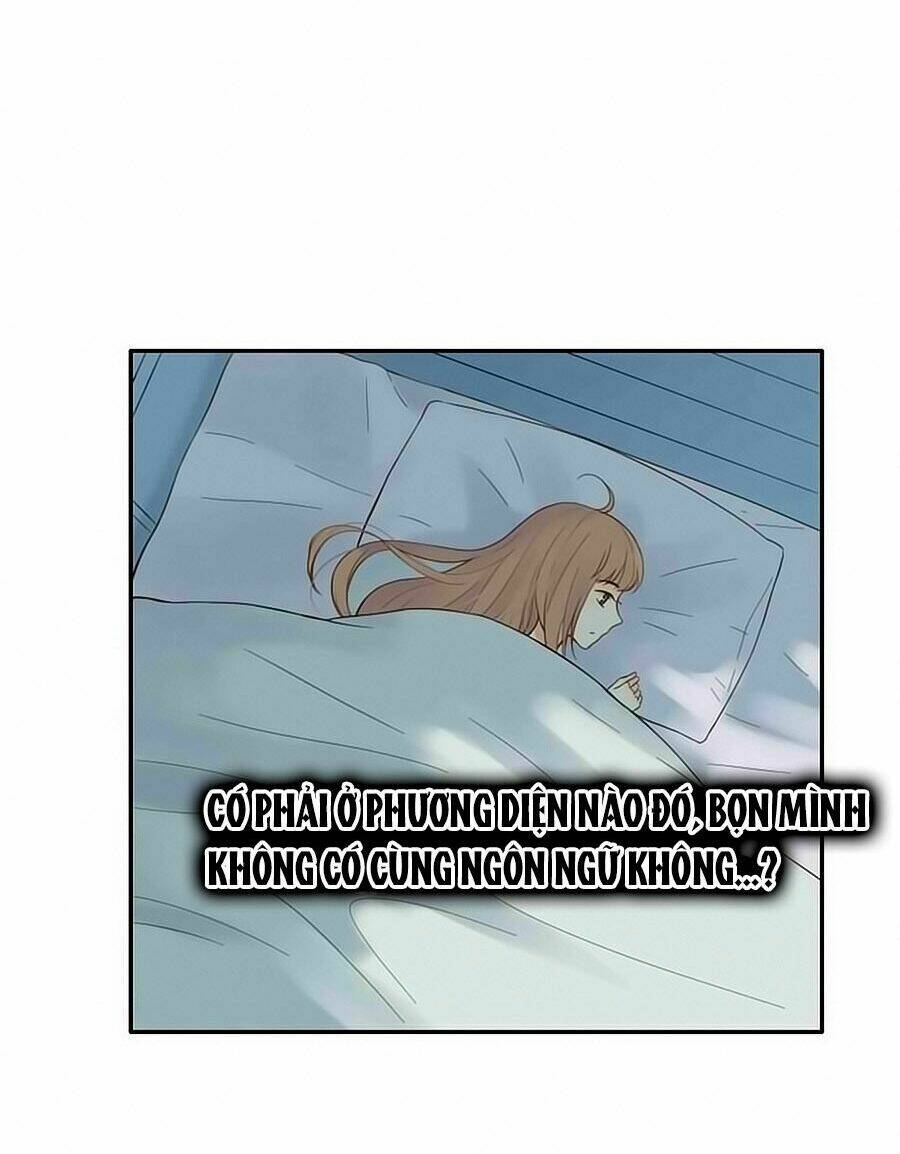 CÓ PHẢI Ở PHƯƠNG DIỆN NÀO ĐÓ, BỌN MÌNH
KHÔNG CÓ CÙNG NGÔN NGỮ KHÔNG...?